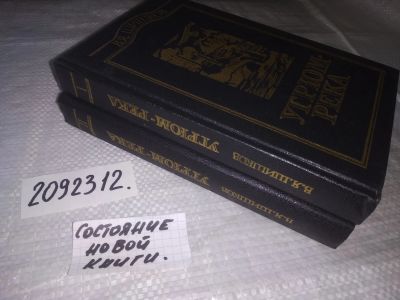 В.Я.ШИШКОВ
УГРЮМ-
РЕКА
В.Я.ШИШКОВ УГРЮМ-РЕКА
В.Я.ШИШКОВ УГРЮМ-РЕКА
2092312.
СОСТОЯНИЕ
НОВОЙ
КНИГИ.